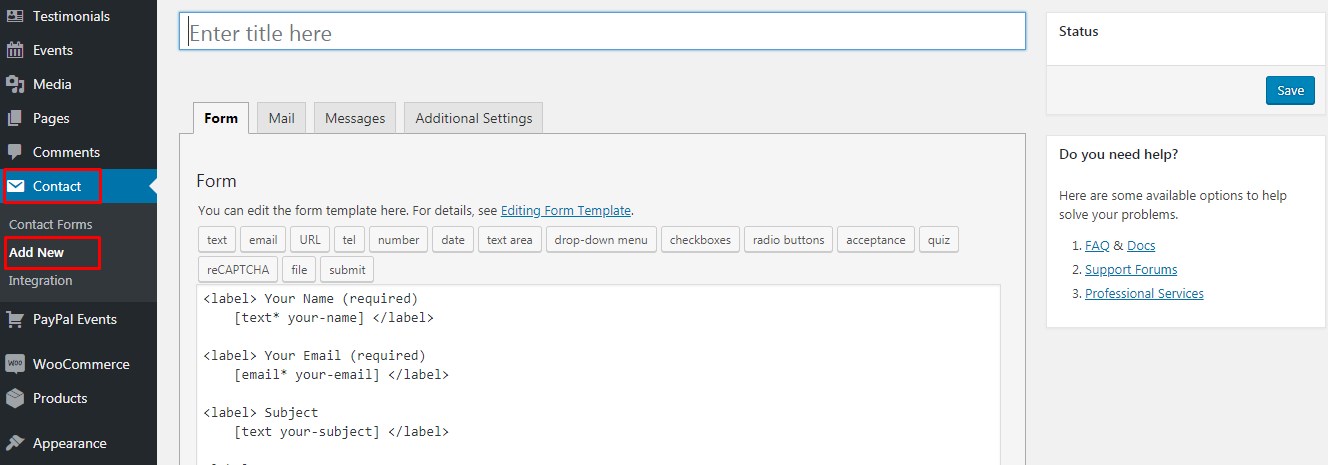 Testimonials
Events
Media
Pages
Comments
Contact
Contact Forms
Add New
Integration
PayPal Events
WOO WooCommerce
Products
Appearance
Enter title here
Form Mail Messages Additional Settings
Form
You can edit the form template here. For details, see Editing Form Template.
text email URL tel number date text area drop-down menu checkboxes radio buttons acceptance quiz
reCAPTCHA file submit
<label> Your Name (required)
[text* your-name] </label>
<label> Your Email (required)
[email* your-email] </label>
<label> Subject
[text your-subject] </label>
Status
Save
Do you need help?
Here are some available options to help
solve your problems.
1. FAQ & Docs
2. Support Forums
3. Professional Services